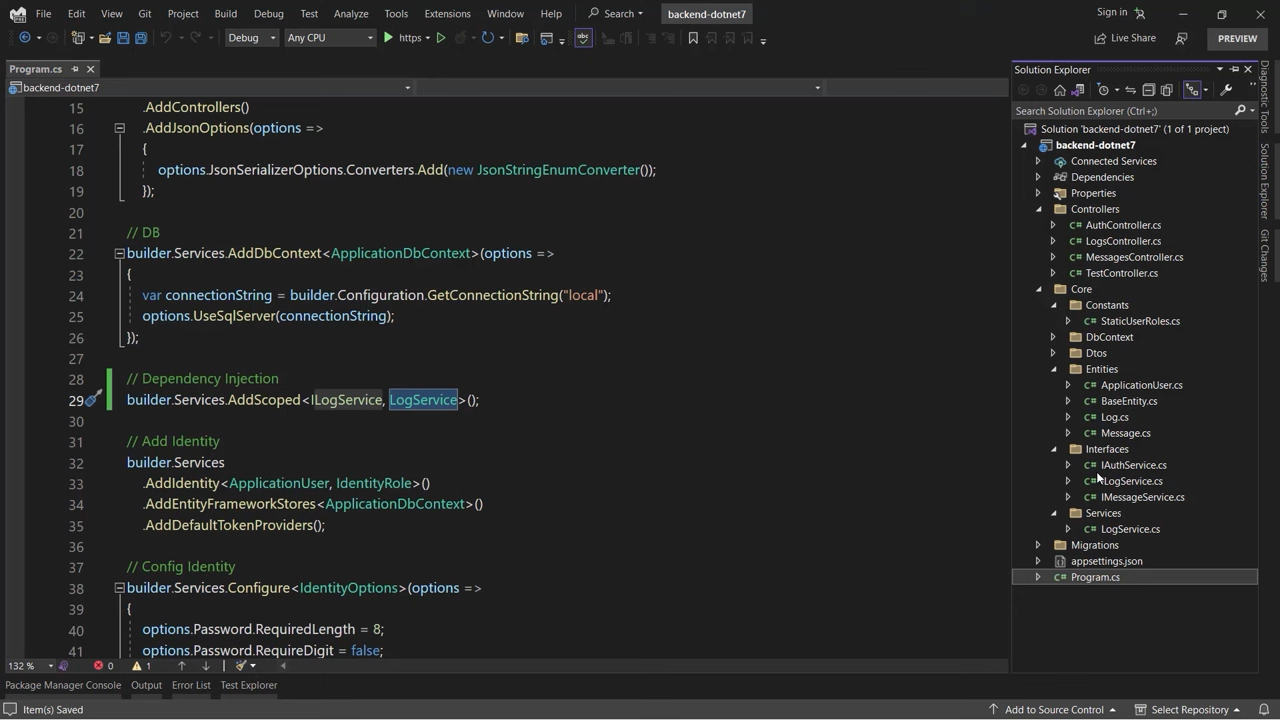 File Edit View Git Project Build Debug Test Analyze Tools Extensions Window Help Search backend-dotnet7 Sign in
Debug Any CPU https Live Share PREVIEW
Program.cs
backend-dotnet7
15 .AddControllers()
16 .AddJsonOptions(options =>
17 {
18 options.JsonSerializerOptions.Converters.Add(new JsonStringEnumConverter());
19 });
20
21 // DB
22 builder.Services.AddDbContext<ApplicationDbContext>(options =>
23 {
24 var connectionString = builder.Configuration.GetConnectionString("local");
25 options.UseSqlServer(connectionString);
26 });
27
28 // Dependency Injection
29 builder.Services.AddScoped<ILogService, LogService>();
30
31 // Add Identity
32 builder.Services
33 .AddIdentity<ApplicationUser, IdentityRole>()
34 .AddEntityFrameworkStores<ApplicationDbContext>()
35 .AddDefaultTokenProviders();
36
37 // Config Identity
38 builder.Services.Configure<IdentityOptions>(options =>
39 {
40 options.Password.RequiredLength = 8;
41 options.Password.RequireDigit = false;
132 % 0 1
Solution Explorer
Search Solution Explorer (Ctrl+;)
Solution 'backend-dotnet7' (1 of 1 project)
backend-dotnet7
Connected Services
Dependencies
Properties
Controllers
C# AuthController.cs
C# LogsController.cs
C# MessagesController.cs
C# TestController.cs
Core
Constants
C# StaticUserRoles.cs
DbContext
Dtos
Entities
C# ApplicationUser.cs
C# BaseEntity.cs
C# Log.cs
C# Message.cs
Interfaces
C# IAuthService.cs
C# ILogService.cs
C# IMessageService.cs
Services
C# LogService.cs
Migrations
appsettings.json
C# Program.cs
Diagnostic Tools
Solution Explorer
Git Changes
Package Manager Console Output Error List Test Explorer
Item(s) Saved Add to Source Control Select Repository